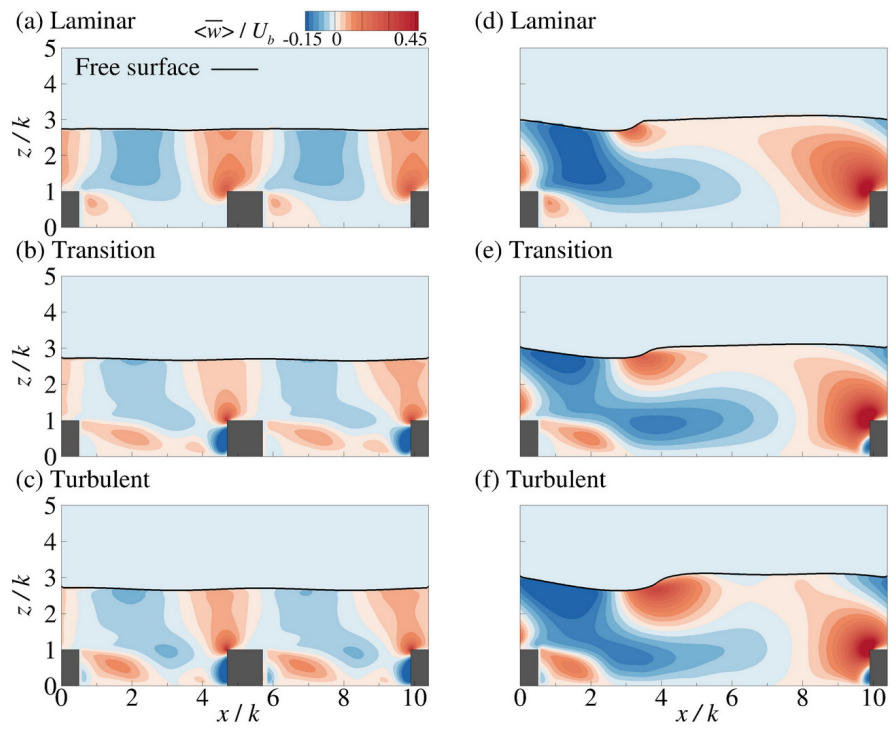 (a) Laminar
<w̅> / U_b
-0.15 0 0.45
(d) Laminar
Free surface
z / k
5
4
3
2
1
0
(b) Transition
(e) Transition
z / k
5
4
3
2
1
0
(c) Turbulent
(f) Turbulent
z / k
5
4
3
2
1
0
0 2 4 6 8 10
0 2 4 6 8 10
x / k
x / k